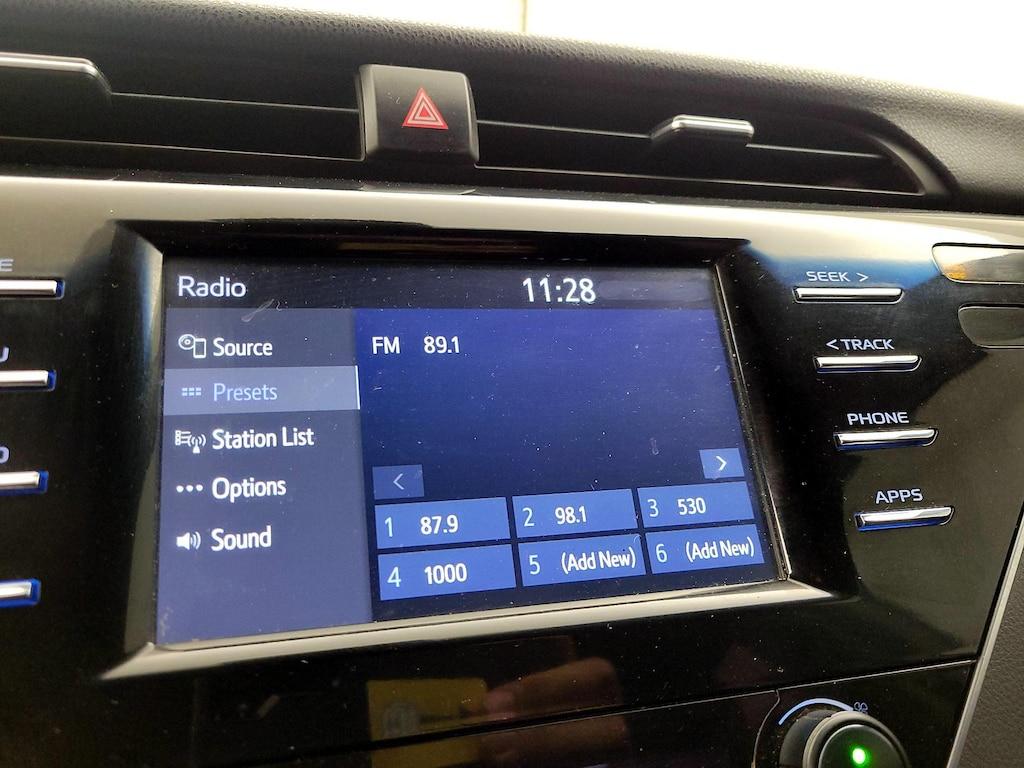 Radio 11:28
Source
Presets
Station List
Options
Sound
FM 89.1
<
>
1 87.9
2 98.1
3 530
4 1000
5 (Add New)
6 (Add New)
SEEK >
< TRACK
PHONE
APPS
E
U